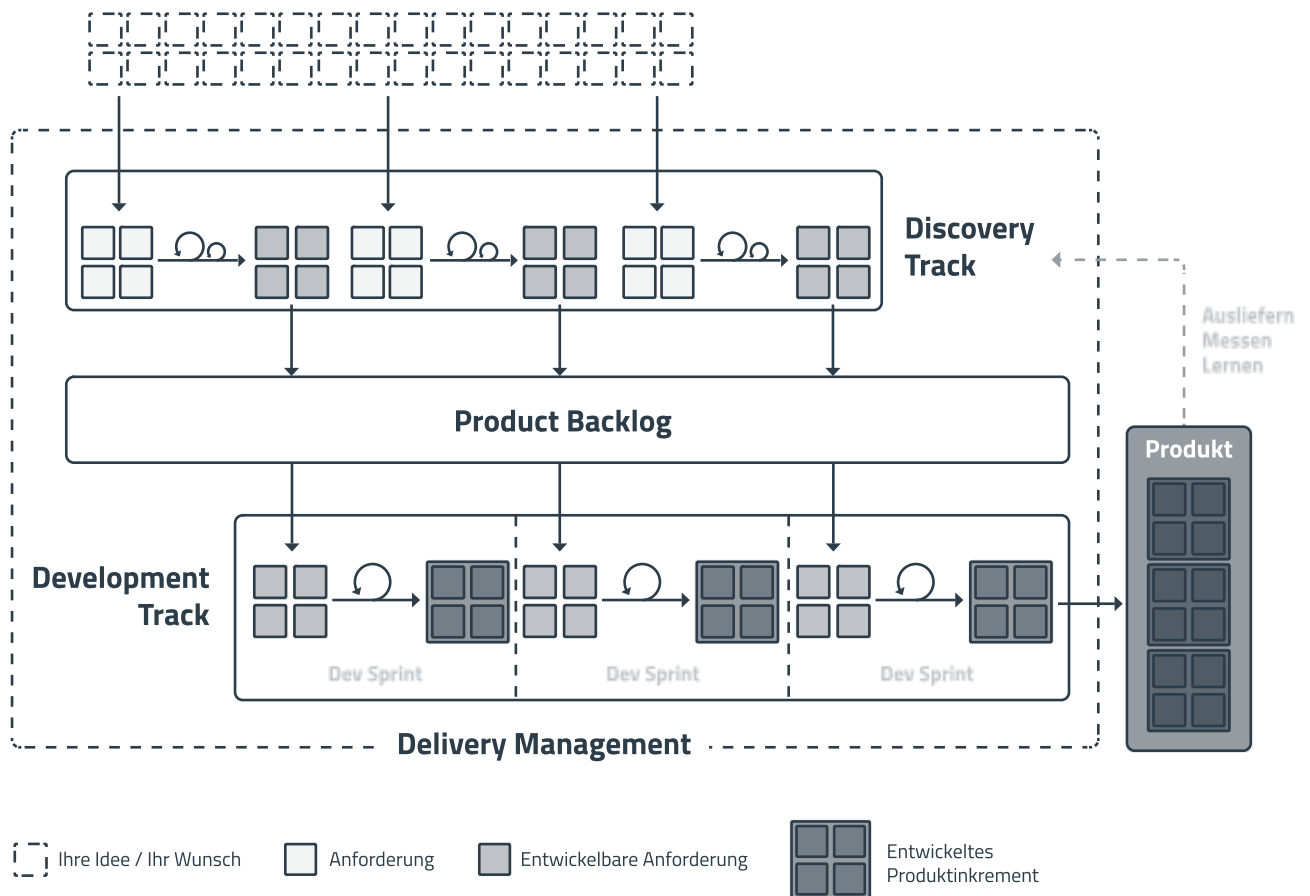 Discovery
Track
Ausliefern
Messen
Lernen
Product Backlog
Produkt
Development
Track
Dev Sprint
Dev Sprint
Dev Sprint
Delivery Management
Ihre Idee / Ihr Wunsch
Anforderung
Entwickelbare Anforderung
Entwickeltes
Produktinkrement